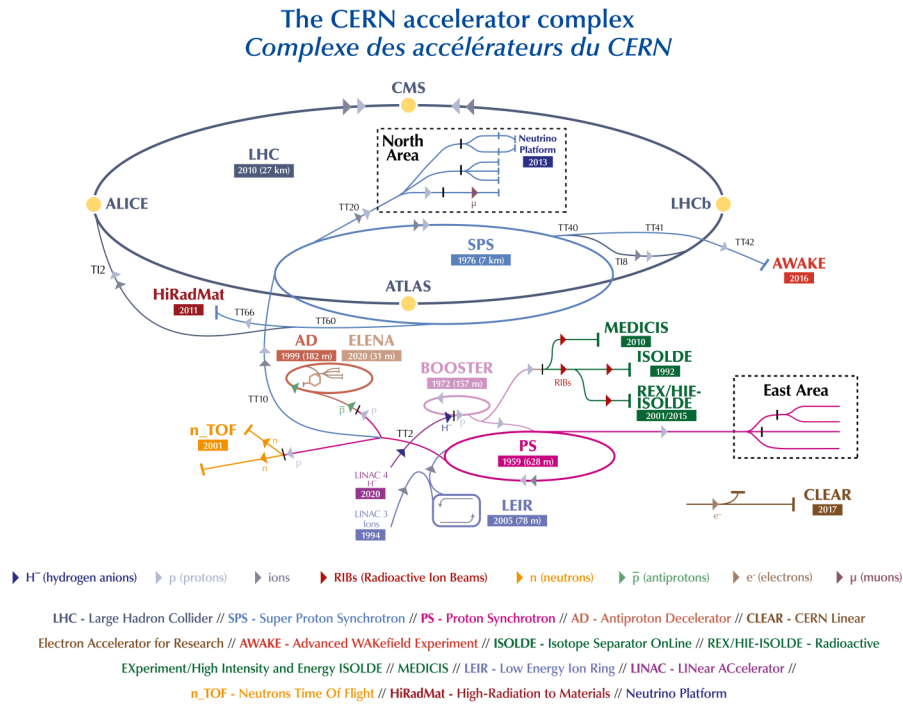 The CERN accelerator complex
Complexe des accélérateurs du CERN
CMS
North
Area
Neutrino
Platform
2013
LHC
2010 (27 km)
μ
ALICE
LHCb
TT20
TT40
TT41
TT42
SPS
1976 (7 km)
TI8
TI2
AWAKE
2016
ATLAS
HiRadMat
2011
TT66
TT60
MEDICIS
2010
AD
1999 (182 m)
ELENA
2020 (31 m)
BOOSTER
1972 (157 m)
ISOLDE
1992
RIBs
REX/HIE-
ISOLDE
2001/2015
East Area
TT10
p̅
p
H⁻
p
TT2
n_TOF
2001
n
n
p
PS
1959 (628 m)
LINAC 4
H⁻
2020
LEIR
2005 (78 m)
CLEAR
2017
e⁻
LINAC 3
Ions
1994
H⁻ (hydrogen anions)
p (protons)
ions
RIBs (Radioactive Ion Beams)
n (neutrons)
p̅ (antiprotons)
e⁻ (electrons)
μ (muons)
LHC - Large Hadron Collider // SPS - Super Proton Synchrotron // PS - Proton Synchrotron // AD - Antiproton Decelerator // CLEAR - CERN Linear
Electron Accelerator for Research // AWAKE - Advanced WAKefield Experiment // ISOLDE - Isotope Separator OnLine // REX/HIE-ISOLDE - Radioactive
EXperiment/High Intensity and Energy ISOLDE // MEDICIS // LEIR - Low Energy Ion Ring // LINAC - LINear ACcelerator //
n_TOF - Neutrons Time Of Flight // HiRadMat - High-Radiation to Materials // Neutrino Platform